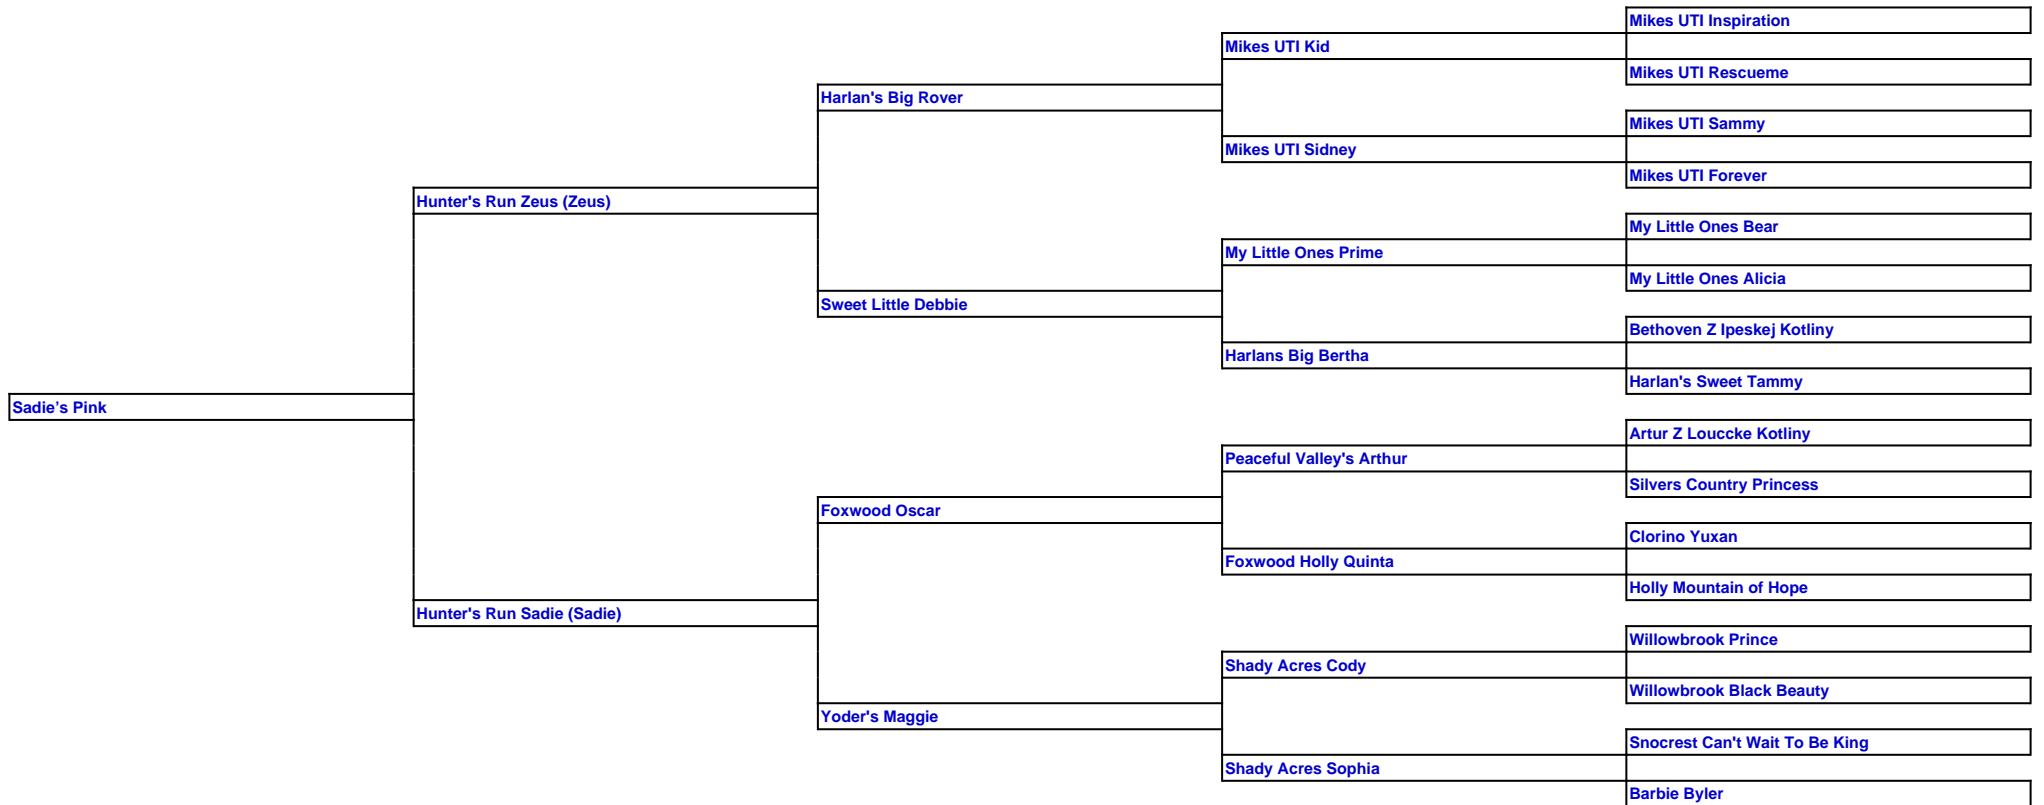 Mikes UTI Inspiration
Mikes UTI Kid
Mikes UTI Rescueme
Harlan's Big Rover
Mikes UTI Sammy
Mikes UTI Sidney
Mikes UTI Forever
Hunter's Run Zeus (Zeus)
My Little Ones Bear
My Little Ones Prime
My Little Ones Alicia
Sweet Little Debbie
Bethoven Z Ipeskej Kotliny
Harlans Big Bertha
Harlan's Sweet Tammy
Sadie’s Pink
Artur Z Louccke Kotliny
Peaceful Valley's Arthur
Silvers Country Princess
Foxwood Oscar
Clorino Yuxan
Foxwood Holly Quinta
Holly Mountain of Hope
Hunter's Run Sadie (Sadie)
Willowbrook Prince
Shady Acres Cody
Willowbrook Black Beauty
Yoder's Maggie
Snocrest Can't Wait To Be King
Shady Acres Sophia
Barbie Byler